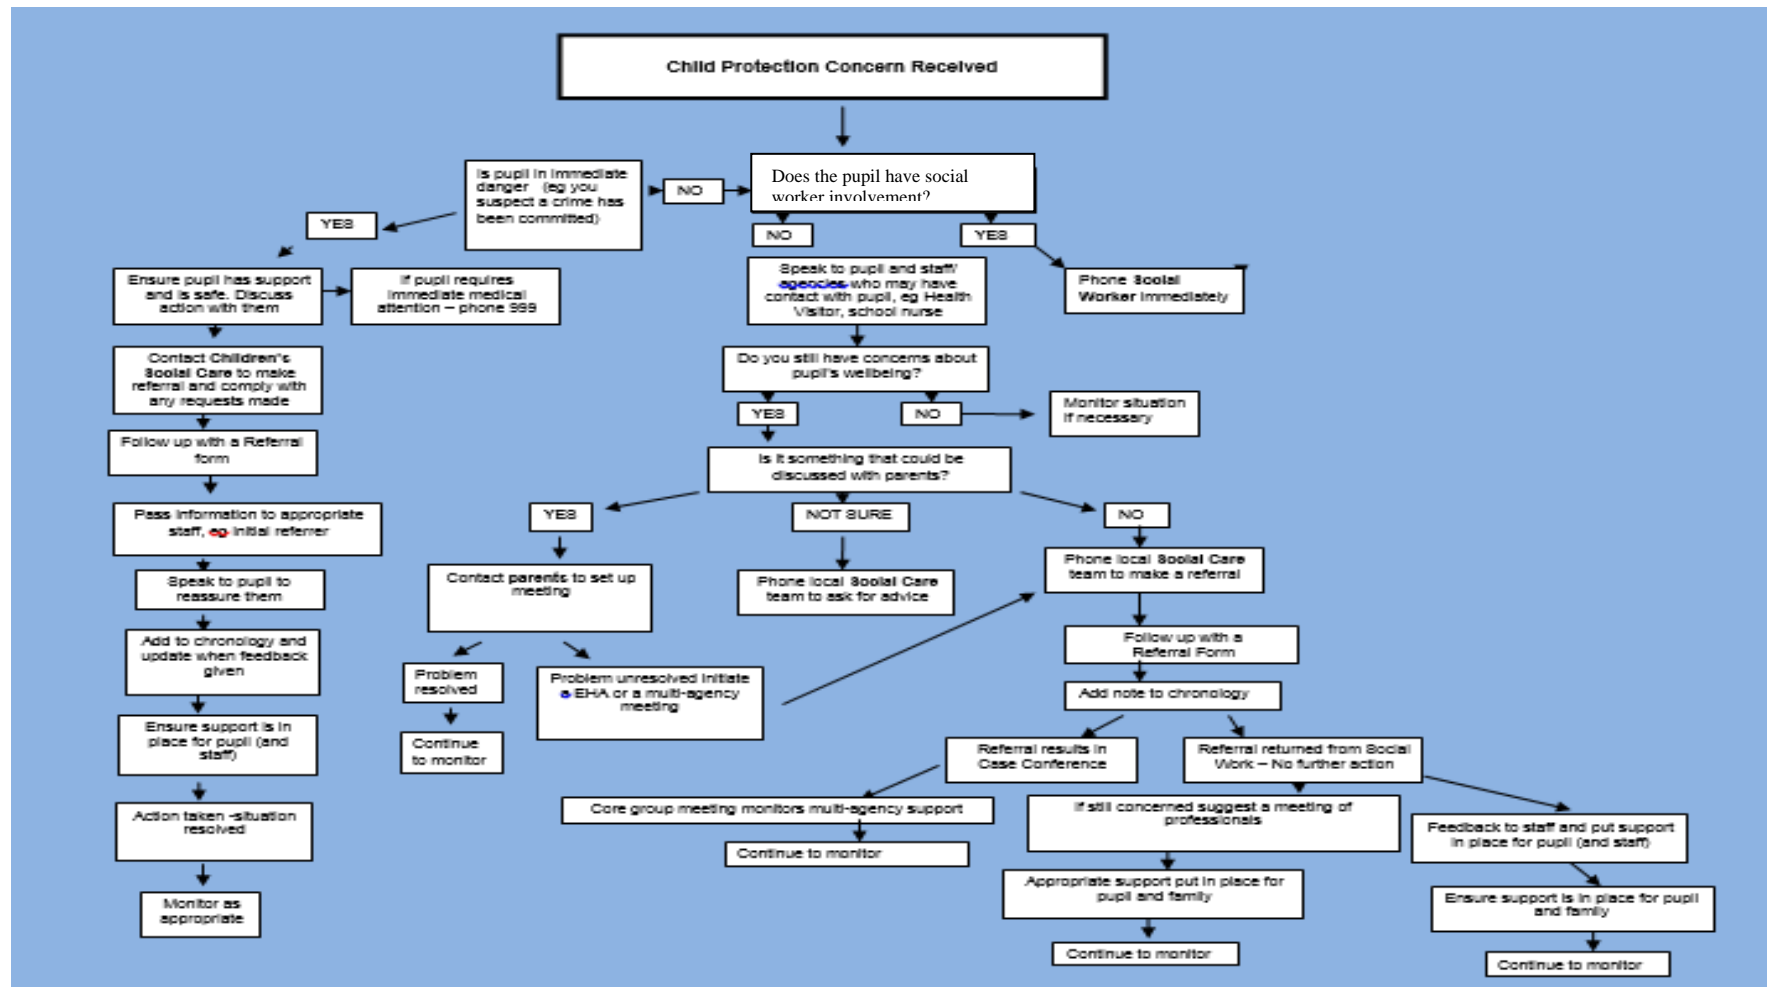 Child Protection Concern Received
Is pupil in immediate
danger (eg you
suspect a crime has
been committed)
NO
Does the pupil have social
worker involvement?
YES
NO
YES
Ensure pupil has support
and is safe. Discuss
action with them
If pupil requires
immediate medical
attention – phone 999
Speak to pupil and staff/
agencies who may have
contact with pupil, eg Health
Visitor, school nurse
Phone Social
Worker immediately
Contact Children's
Social Care to make
referral and comply with
any requests made
Do you still have concerns about
pupil's wellbeing?
YES
NO
Monitor situation
if necessary
Follow up with a Referral
form
Is it something that could be
discussed with parents?
Pass information to appropriate
staff, eg initial referrer
YES
NOT SURE
NO
Speak to pupil to
reassure them
Contact parents to set up
meeting
Phone local Social Care
team to ask for advice
Phone local Social Care
team to make a referral
Add to chronology and
update when feedback
given
Follow up with a
Referral Form
Problem
resolved
Problem unresolved initiate
a EHA or a multi-agency
meeting
Add note to chronology
Ensure support is in
place for pupil (and
staff)
Continue
to monitor
Referral results in
Case Conference
Referral returned from Social
Work – No further action
Action taken -situation
resolved
Core group meeting monitors multi-agency support
If still concerned suggest a meeting of
professionals
Feedback to staff and put support
in place for pupil (and staff)
Continue to monitor
Monitor as
appropriate
Appropriate support put in place for
pupil and family
Ensure support is in place for pupil
and family
Continue to monitor
Continue to monitor